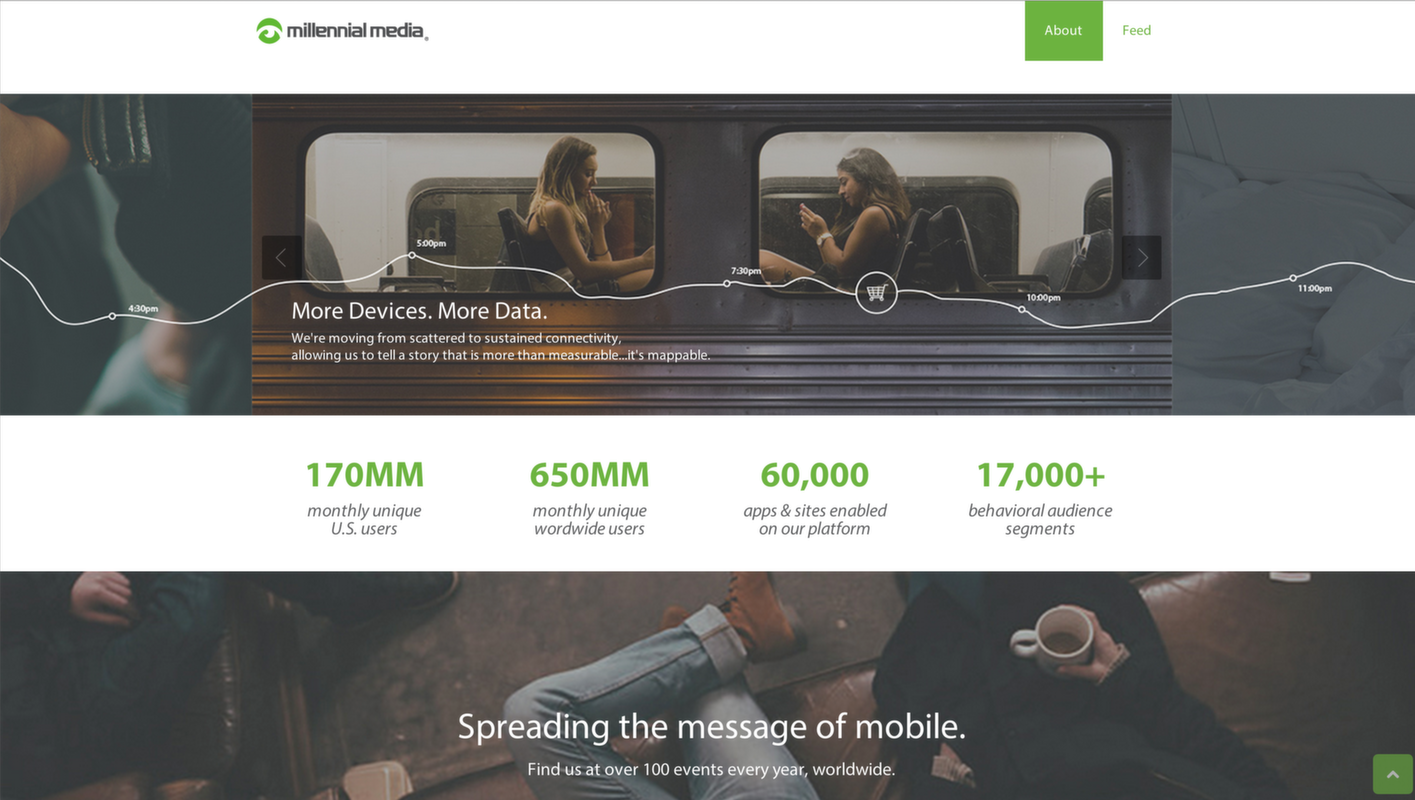 millennial media®
About
Feed
5:00pm
7:30pm
4:30pm
10:00pm
11:00pm
More Devices. More Data.
We're moving from scattered to sustained connectivity,
allowing us to tell a story that is more than measurable...it's mappable.
170MM
monthly unique
U.S. users
650MM
monthly unique
wordwide users
60,000
apps & sites enabled
on our platform
17,000+
behavioral audience
segments
Spreading the message of mobile.
Find us at over 100 events every year, worldwide.